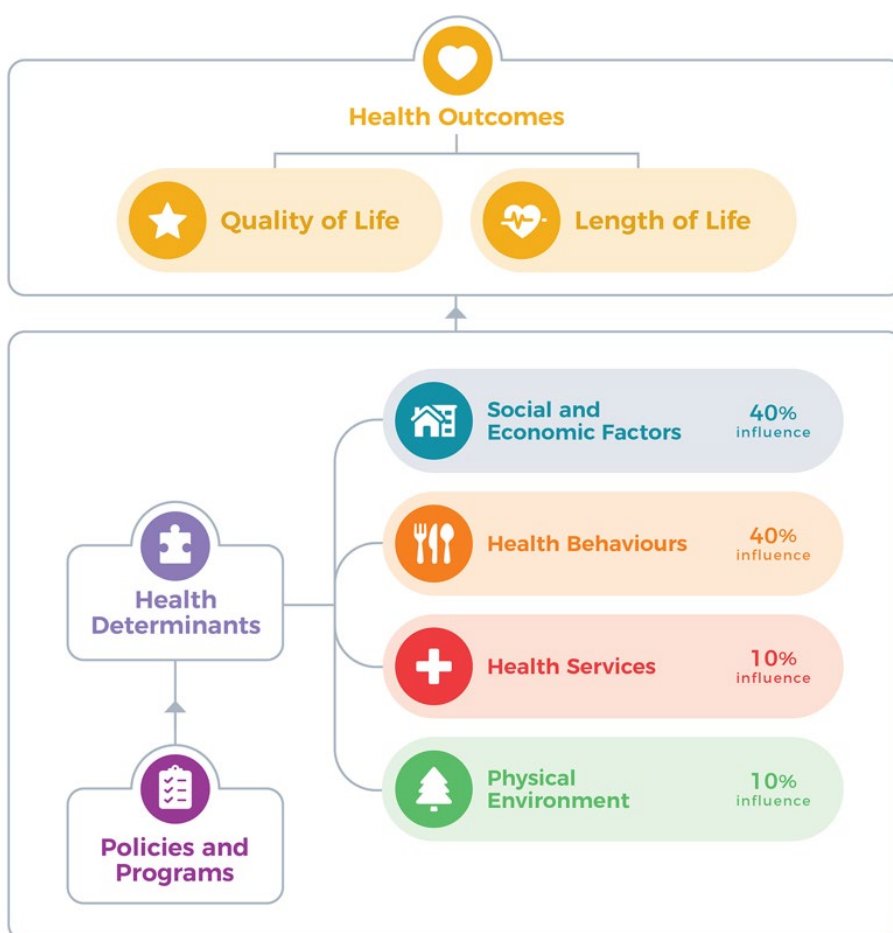 Health Outcomes
Quality of Life
Length of Life
Social and
Economic Factors
40%
influence
Health Behaviours
40%
influence
Health
Determinants
Health Services
10%
influence
Physical
Environment
10%
influence
Policies and
Programs